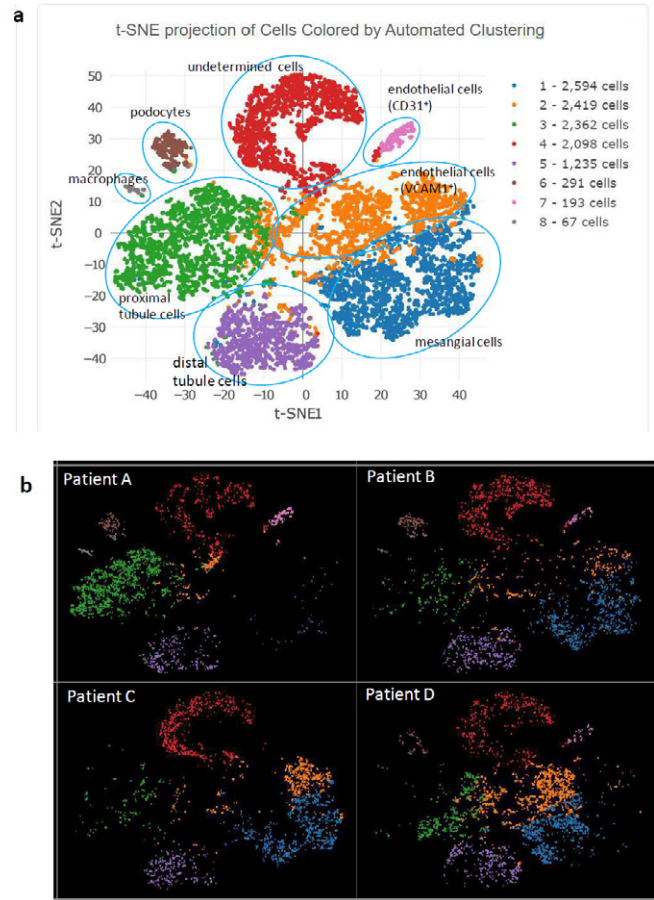 a
t-SNE projection of Cells Colored by Automated Clustering
undetermined cells
endothelial cells
(CD31⁺)
podocytes
macrophages
endothelial cells
(VCAM1⁺)
proximal
tubule cells
mesangial cells
distal
tubule cells
50
40
30
20
10
0
−10
−20
−30
−40
t-SNE2
−40
−30
−20
−10
0
10
20
30
40
t-SNE1
1 - 2,594 cells
2 - 2,419 cells
3 - 2,362 cells
4 - 2,098 cells
5 - 1,235 cells
6 - 291 cells
7 - 193 cells
8 - 67 cells
b
Patient A
Patient B
Patient C
Patient D